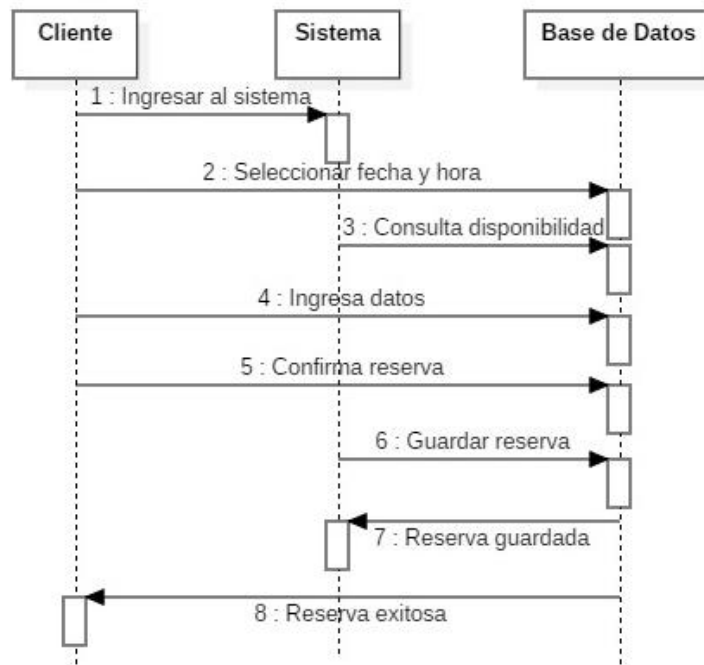 Cliente
Sistema
Base de Datos
1 : Ingresar al sistema
2 : Seleccionar fecha y hora
3 : Consulta disponibilidad
4 : Ingresa datos
5 : Confirma reserva
6 : Guardar reserva
7 : Reserva guardada
8 : Reserva exitosa